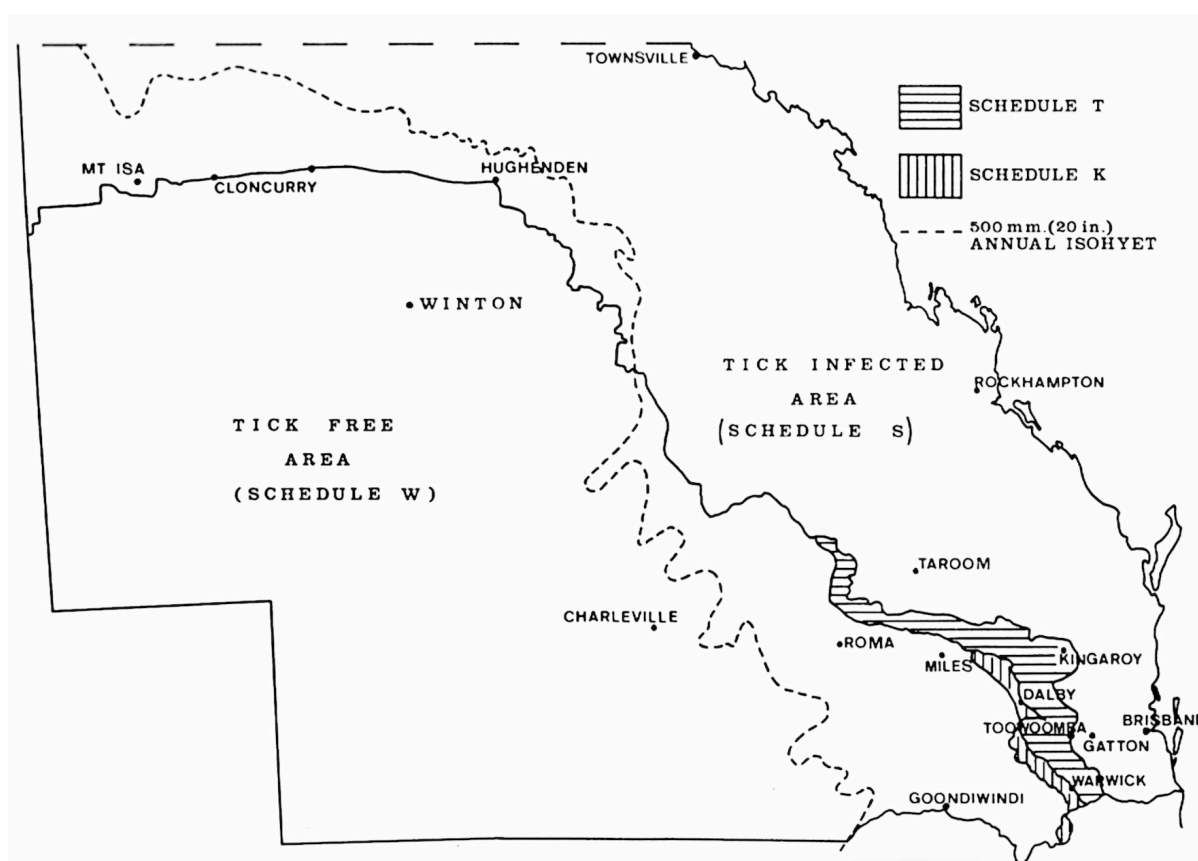 TOWNSVILLE
SCHEDULE T
MT ISA
CLONCURRY
HUGHENDEN
SCHEDULE K
500 mm. (20 in.)
ANNUAL ISOHYET
WINTON
TICK INFECTED
AREA
(SCHEDULE S)
ROCKHAMPTON
TICK FREE
AREA
(SCHEDULE W)
TAROOM
CHARLEVILLE
ROMA
MILES
KINGAROY
DALBY
TOOWOOMBA
GATTON
BRISBANE
WARWICK
GOONDIWINDI